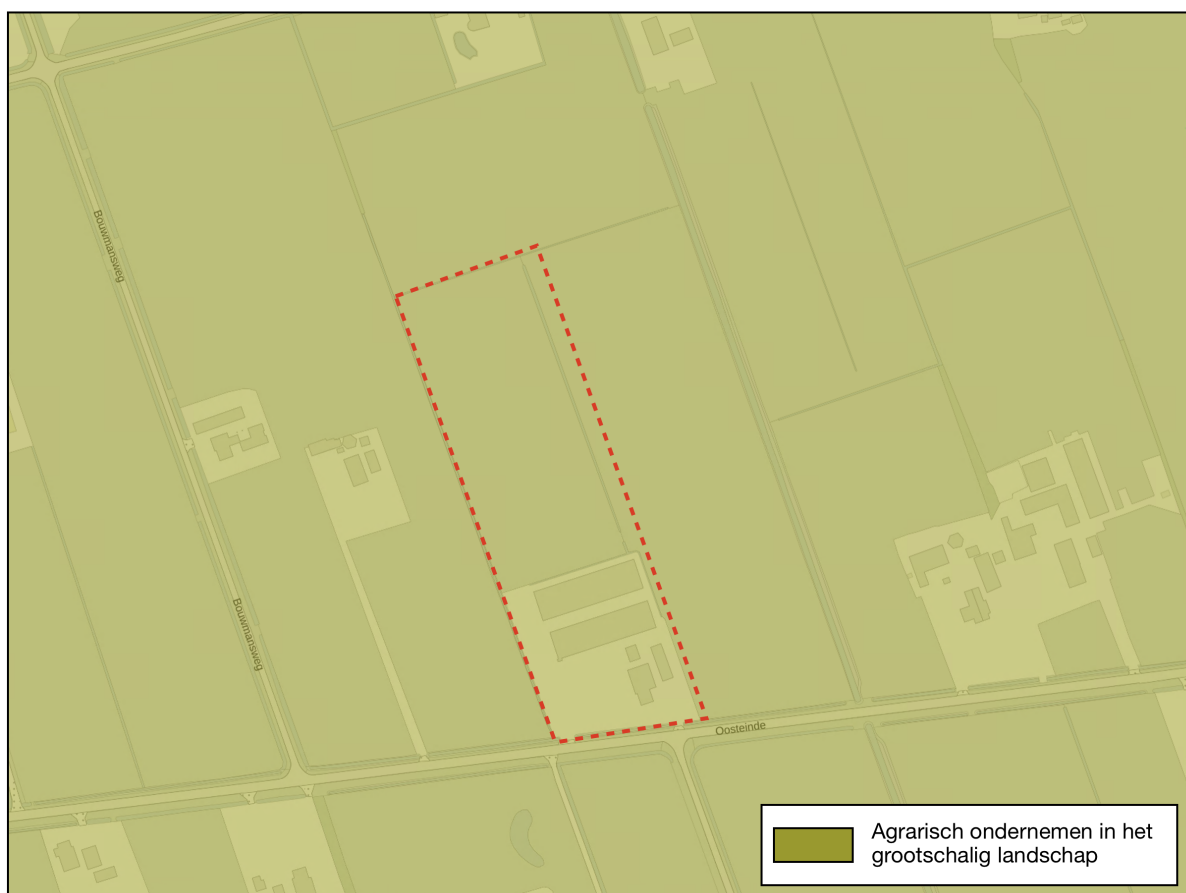 Bouwmansweg
Bouwmansweg
Oosteinde
Agrarisch ondernemen in het
grootschalig landschap